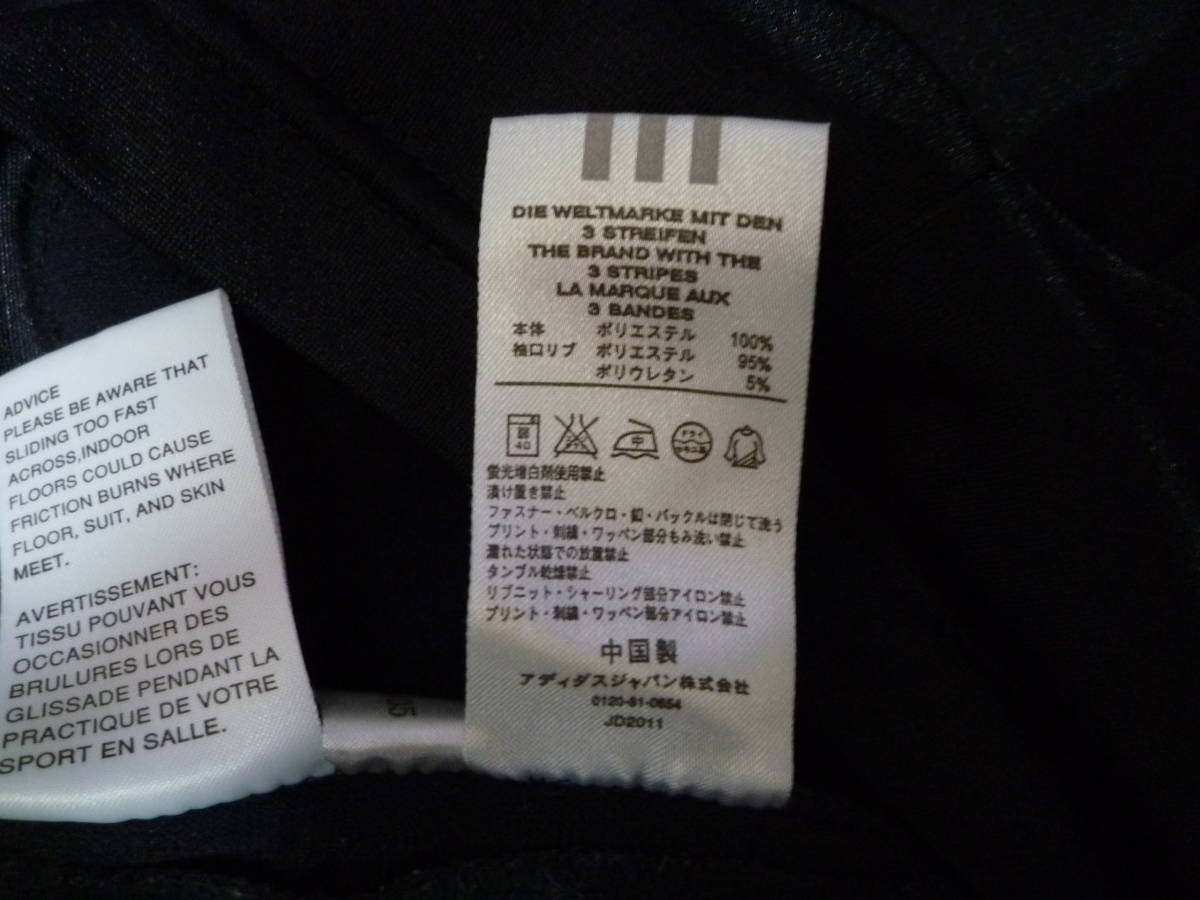 ADVICE
PLEASE BE AWARE THAT
SLIDING TOO FAST
ACROSS,INDOOR
FLOORS COULD CAUSE
FRICTION BURNS WHERE
FLOOR, SUIT, AND SKIN
MEET.
AVERTISSEMENT:
TISSU POUVANT VOUS
OCCASIONNER DES
BRULURES LORS DE
GLISSADE PENDANT LA
PRACTIQUE DE VOTRE
SPORT EN SALLE.
DIE WELTMARKE MIT DEN
3 STREIFEN
THE BRAND WITH THE
3 STRIPES
LA MARQUE AUX
3 BANDES
本体 ポリエステル 100%
袖口リブ ポリエステル 95%
ポリウレタン 5%
弱 40 中 ドライ
蛍光増白剤使用禁止
漬け置き禁止
ファスナー・ベルクロ・釦・バックルは閉じて洗う
プリント・刺繍・ワッペン部分もみ洗い禁止
濡れた状態での放置禁止
タンブル乾燥禁止
リブニット・シャーリング部分アイロン禁止
プリント・刺繍・ワッペン部分アイロン禁止
中国製
アディダスジャパン株式会社
0120-81-0654
JD2011